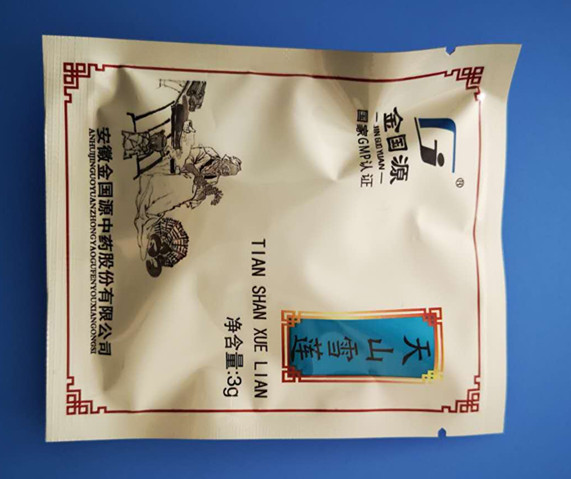 ®
金国源
JIN GUO YUAN
国家GMP认证
天山雪莲
TIAN SHAN XUE LIAN
净含量:3g
安徽金国源中药股份有限公司
ANHUIJINGUOYUANZHONGYAOGUFENYOUXIANGONGSI